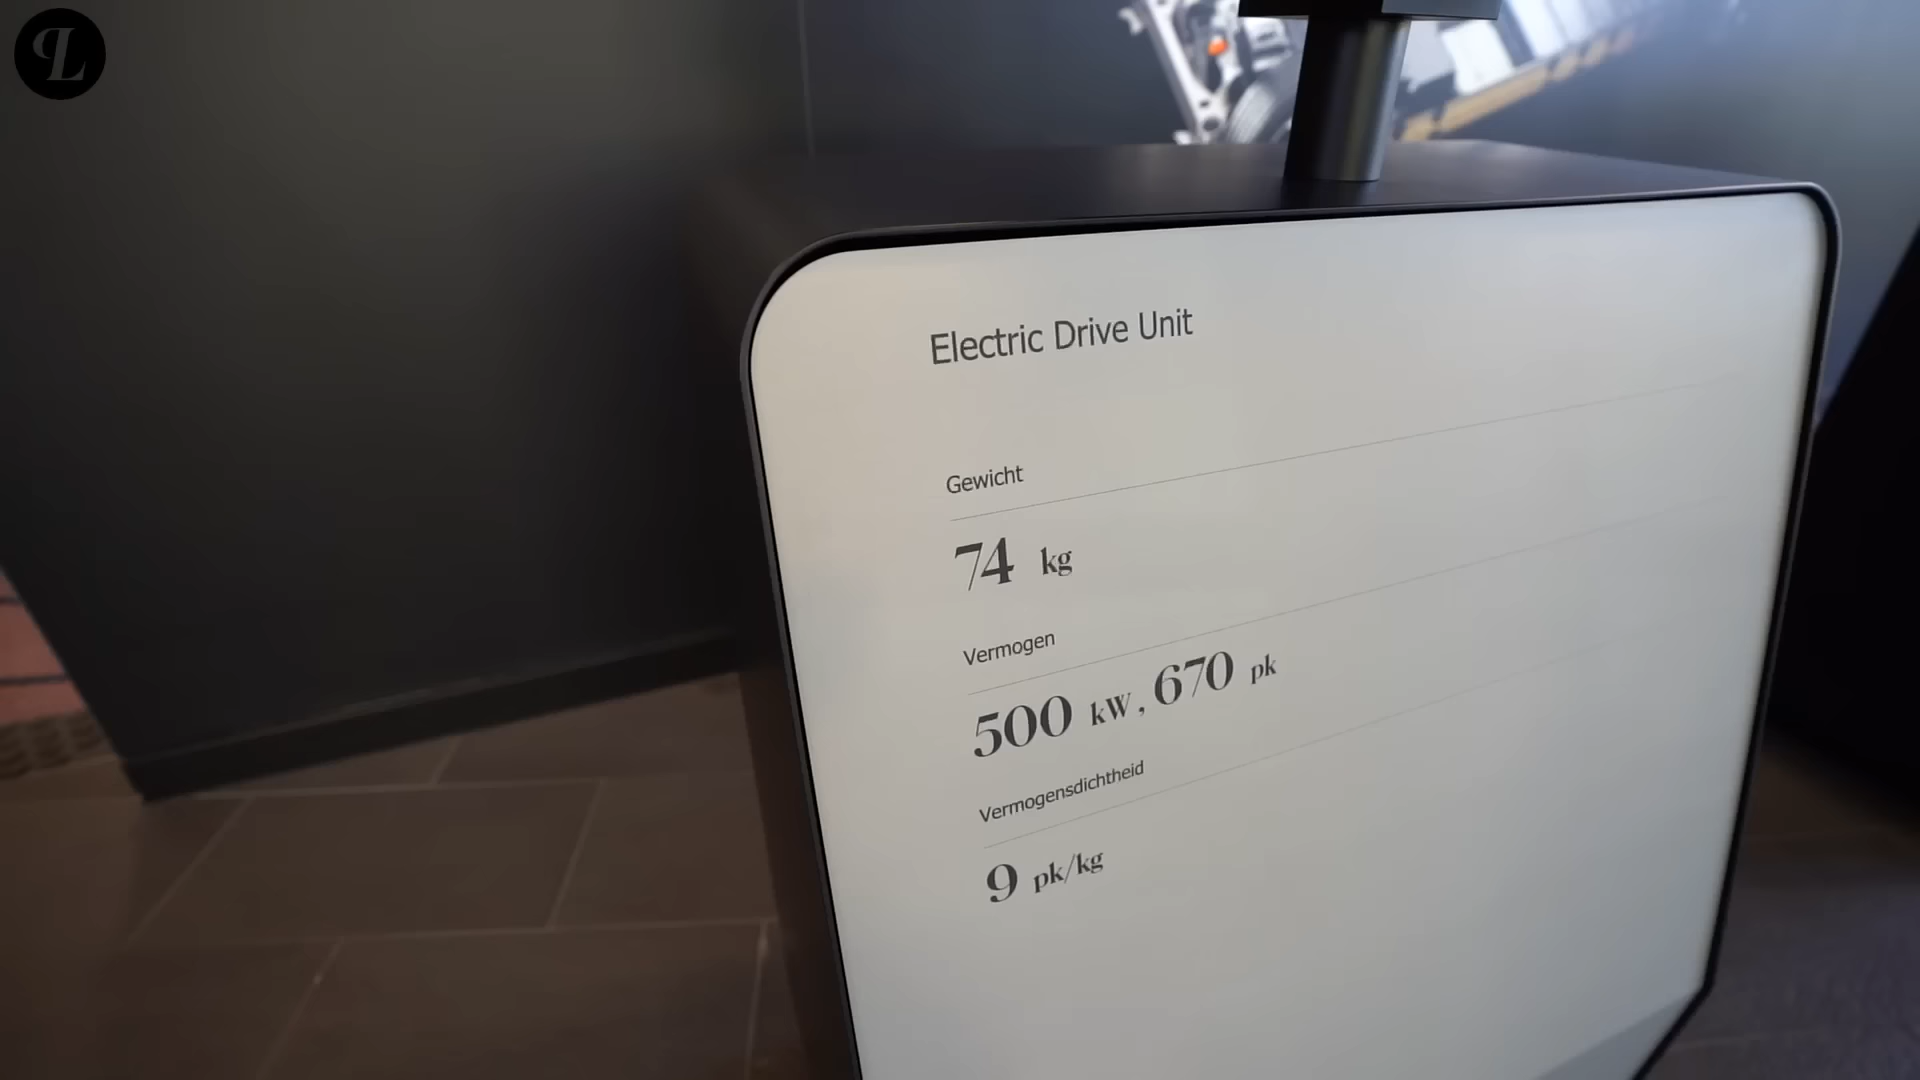 L
Electric Drive Unit
Gewicht
74 kg
Vermogen
500 kW, 670 pk
Vermogensdichtheid
9 pk/kg